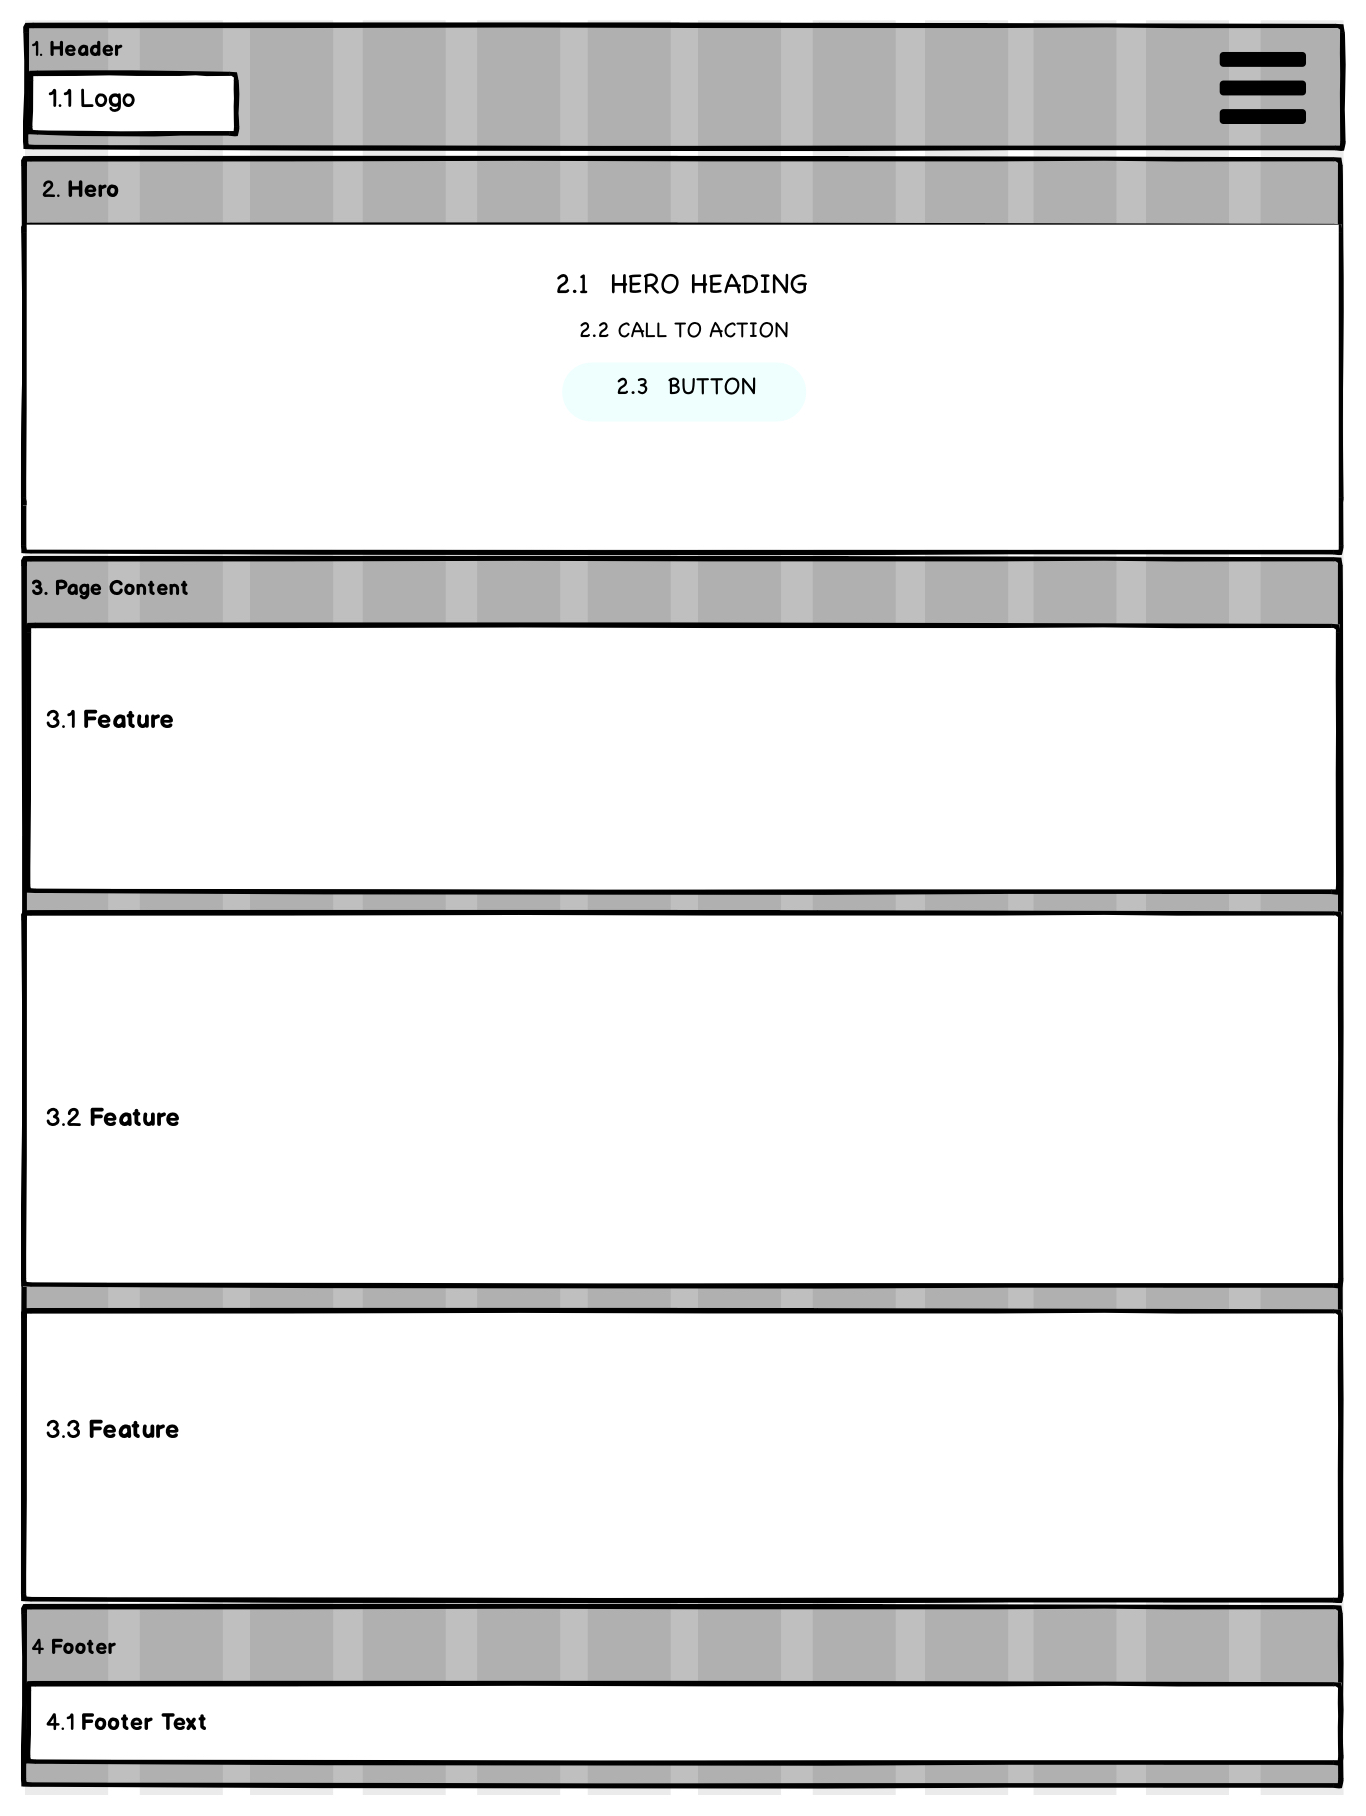 1. Header
1.1 Logo
2. Hero
2.1 HERO HEADING
2.2 CALL TO ACTION
2.3 BUTTON
3. Page Content
3.1 Feature
3.2 Feature
3.3 Feature
4 Footer
4.1 Footer Text